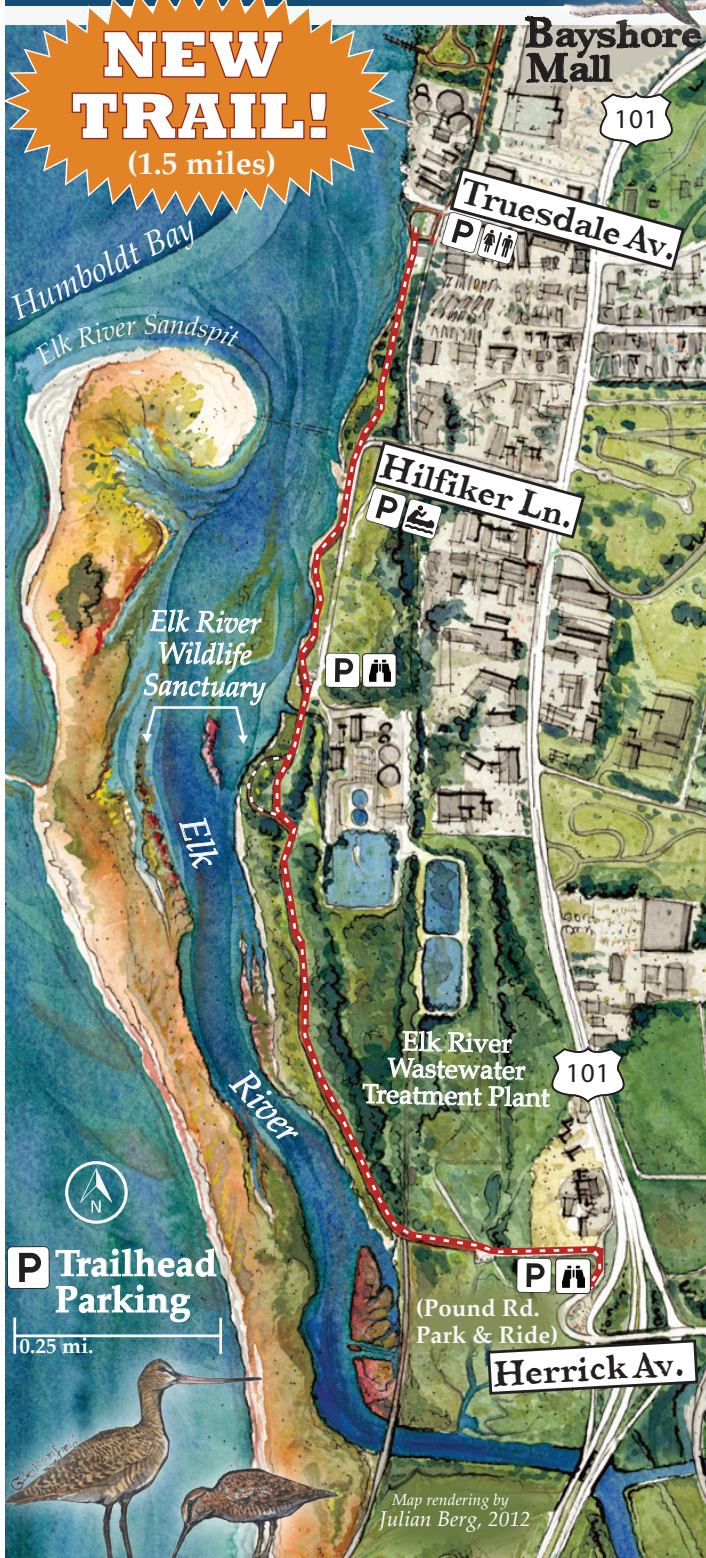 Bayshore
Mall
NEW
TRAIL!
(1.5 miles)
101
Truesdale Av.
P
Humboldt Bay
Elk River Sandspit
Hilfiker Ln.
P
Elk River
Wildlife
Sanctuary
P
Elk
River
Elk River
Wastewater
Treatment Plant
101
N
P Trailhead
Parking
0.25 mi.
P
(Pound Rd.
Park & Ride)
Herrick Av.
Map rendering by
Julian Berg, 2012